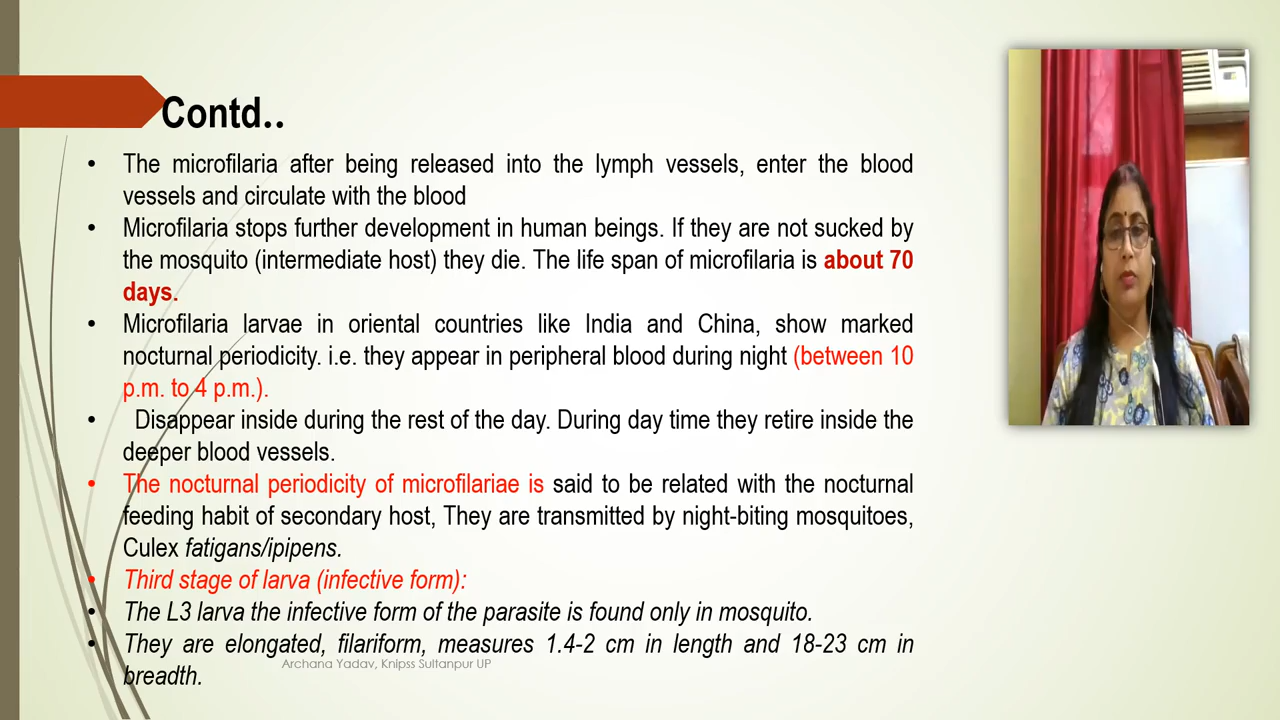 Contd..
• The microfilaria after being released into the lymph vessels, enter the blood
vessels and circulate with the blood
• Microfilaria stops further development in human beings. If they are not sucked by
the mosquito (intermediate host) they die. The life span of microfilaria is about 70
days.
• Microfilaria larvae in oriental countries like India and China, show marked
nocturnal periodicity. i.e. they appear in peripheral blood during night (between 10
p.m. to 4 p.m.).
• Disappear inside during the rest of the day. During day time they retire inside the
deeper blood vessels.
• The nocturnal periodicity of microfilariae is said to be related with the nocturnal
feeding habit of secondary host, They are transmitted by night-biting mosquitoes,
Culex fatigans/ipipens.
• Third stage of larva (infective form):
• The L3 larva the infective form of the parasite is found only in mosquito.
• They are elongated, filariform, measures 1.4-2 cm in length and 18-23 cm in
breadth.
Archana Yadav, Knipss Sultanpur UP